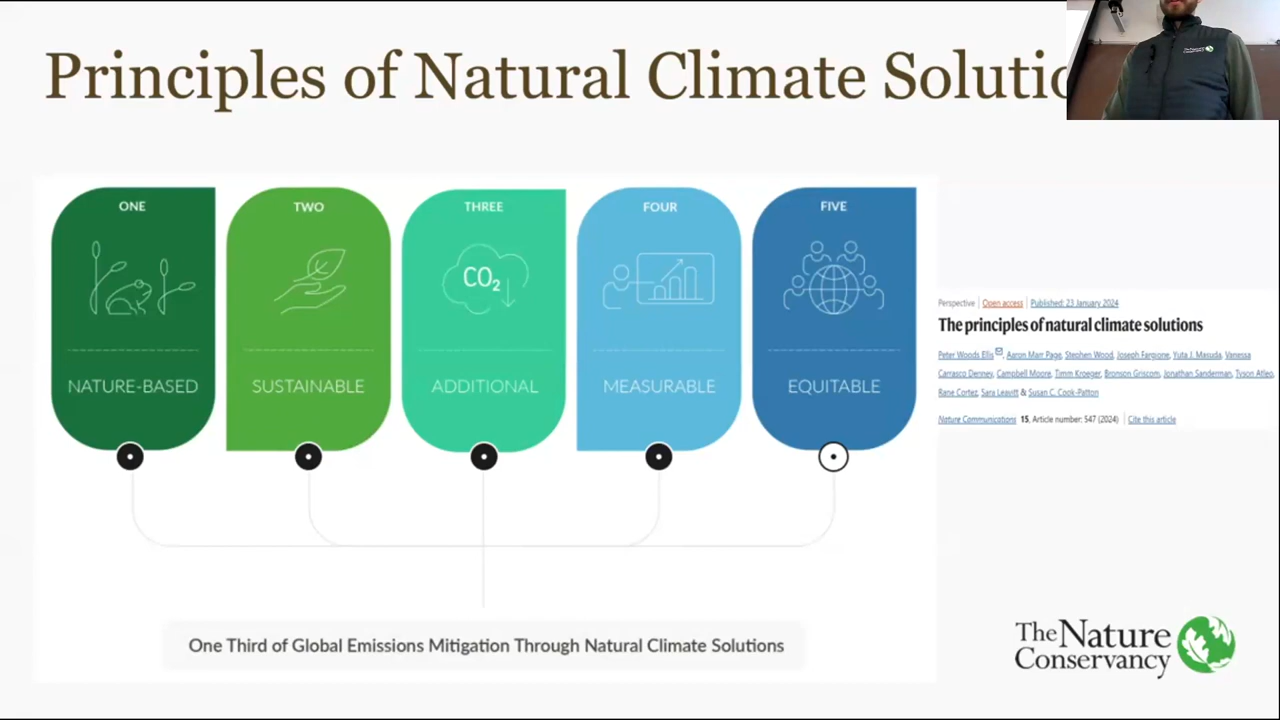 Principles of Natural Climate Solutio
The Nature
Conservancy
ONE
TWO
THREE
FOUR
FIVE
CO₂
NATURE-BASED
SUSTAINABLE
ADDITIONAL
MEASURABLE
EQUITABLE
Perspective | Open access | Published: 23 January 2024
The principles of natural climate solutions
Peter Woods Ellis, Aaron Marr Page, Stephen Wood, Joseph Fargione, Yuta J. Masuda, Vanessa
Carrasco Denney, Campbell Moore, Timm Kroeger, Bronson Griscom, Jonathan Sanderman, Tyson Atleo,
Rane Cortez, Sara Leavitt & Susan C. Cook-Patton
Nature Communications 15, Article number: 547 (2024) | Cite this article
One Third of Global Emissions Mitigation Through Natural Climate Solutions
The Nature
Conservancy